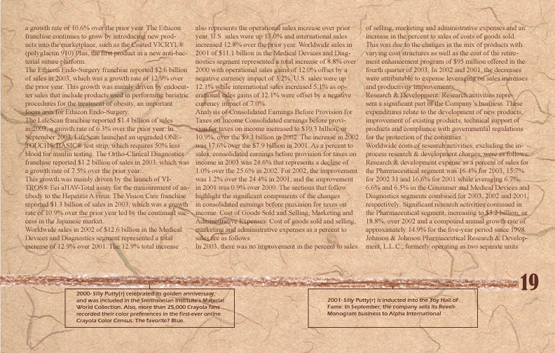 a growth rate of 10.6% over the prior year. The Ethicon
franchise continues to grow by introducing new prod-
ucts into the marketplace, such as the Coated VICRYL®
(polyglactin 910) Plus, the first product in a new anti-bac-
terial suture platform.
The Ethicon Endo-Surgery franchise reported $2.6 billion
of sales in 2003, which was a growth rate of 12.9% over
the prior year. This growth was mainly driven by endocut-
ter sales that include products used in performing bariatric
procedures for the treatment of obesity, an important
focus area for Ethicon Endo-Surgery.
The LifeScan franchise reported $1.4 billion of sales
in 2003, a growth rate of 6.3% over the prior year. In
September 2003, LifeScan launched an upgraded ONE-
TOUCH® BASIC® test strip, which requires 50% less
blood for mainin testing. The Ortho-Clinical Diagnostics
franchise reported $1.2 billion of sales in 2003, which was
a growth rate of 7.5% over the prior year.
This growth was mainly driven by the launch of VI-
TROS® Eci aHAV-Total assay for the measurement of an-
tibody to the Hepatitis A virus. The Vision Care franchise
reported $1.3 billion of sales in 2003, which was a growth
rate of 10.9% over the prior year led by the continued suc-
cess in the Japanese market.
Worldwide sales in 2002 of $12.6 billion in the Medical
Devices and Diagnostics segment represented a total
increase of 12.9% over 2001. The 12.9% total increase
also represents the operational sales increase over prior
year. U.S. sales were up 13.0% and international sales
increased 12.8% over the prior year. Worldwide sales in
2001 of $11.1 billion in the Medical Devices and Diag-
nostics segment represented a total increase of 8.8% over
2000 with operational sales gains of 12.0% offset by a
negative currency impact of 3.2%. U.S. sales were up
12.1% while international sales increased 5.1% as op-
erational sales gains of 12.1% were offset by a negative
currency impact of 7.0%.
Analysis of Consolidated Earnings Before Provision for
Taxes on Income Consolidated earnings before provi-
sion for taxes on income increased to $10.3 billion, or
10.9% over the $9.3 billion in 2002. The increase in 2002
was 17.6% over the $7.9 billion in 2001. As a percent to
sales, consolidated earnings before provision for taxes on
income in 2003 was 24.6% that represents a decline of
1.0% over the 25.6% in 2002. For 2002, the improvement
was 1.2% over the 24.4% in 2001, and the improvement
in 2001 was 0.9% over 2000. The sections that follow
highlight the significant components of the changes
in consolidated earnings before provision for taxes on
income. Cost of Goods Sold and Selling, Marketing and
Administrative Expenses: Cost of goods sold and selling,
marketing and administrative expenses as a percent to
sales are as follows
In 2003, there was no improvement in the percent to sales
of selling, marketing and administrative expenses and an
increase in the percent to sales of costs of goods sold.
This was due to the changes in the mix of products with
varying cost structures as well as the cost of the retire-
ment enhancement program of $95 million offered in the
fourth quarter of 2003. In 2002 and 2001, the decreases
were attributable to expense leveraging on sales increases
and productivity improvements.
Research & Development: Research activities repre-
sent a significant part of the Company's business. These
expenditures relate to the development of new products,
improvement of existing products, technical support of
products and compliance with governmental regulations
for the protection of the consumer.
Worldwide costs of research activities, excluding the in-
process research & development charges, were as follows:
Research & development expense as a percent of sales for
the Pharmaceutical segment was 16.4% for 2003, 15.7%
for 2002 and 16.6% for 2001 while averaging 6.7%,
6.6% and 6.5% in the Consumer and Medical Devices and
Diagnostics segments combined for 2003, 2002 and 2001,
respectively. Significant research activities continued in
the Pharmaceutical segment, increasing to $3.2 billion, or
18.8%, over 2002 and a compound annual growth rate of
approximately 14.9% for the five-year period since 1998.
Johnson & Johnson Pharmaceutical Research & Develop-
ment, L.L.C., formerly operating as two separate units
19
2000- Silly Putty(r) celebrated its golden anniversary,
and was included in the Smithsonian Institute's Material
World Collection. Also, more than 25,000 Crayola fans
recorded their color preferences in the first-ever online
Crayola Color Census. The favorite? Blue.
2001- Silly Putty(r) is inducted into the Toy Hall of
Fame. In September, the company sells its Revell-
Monogram business to Alpha International